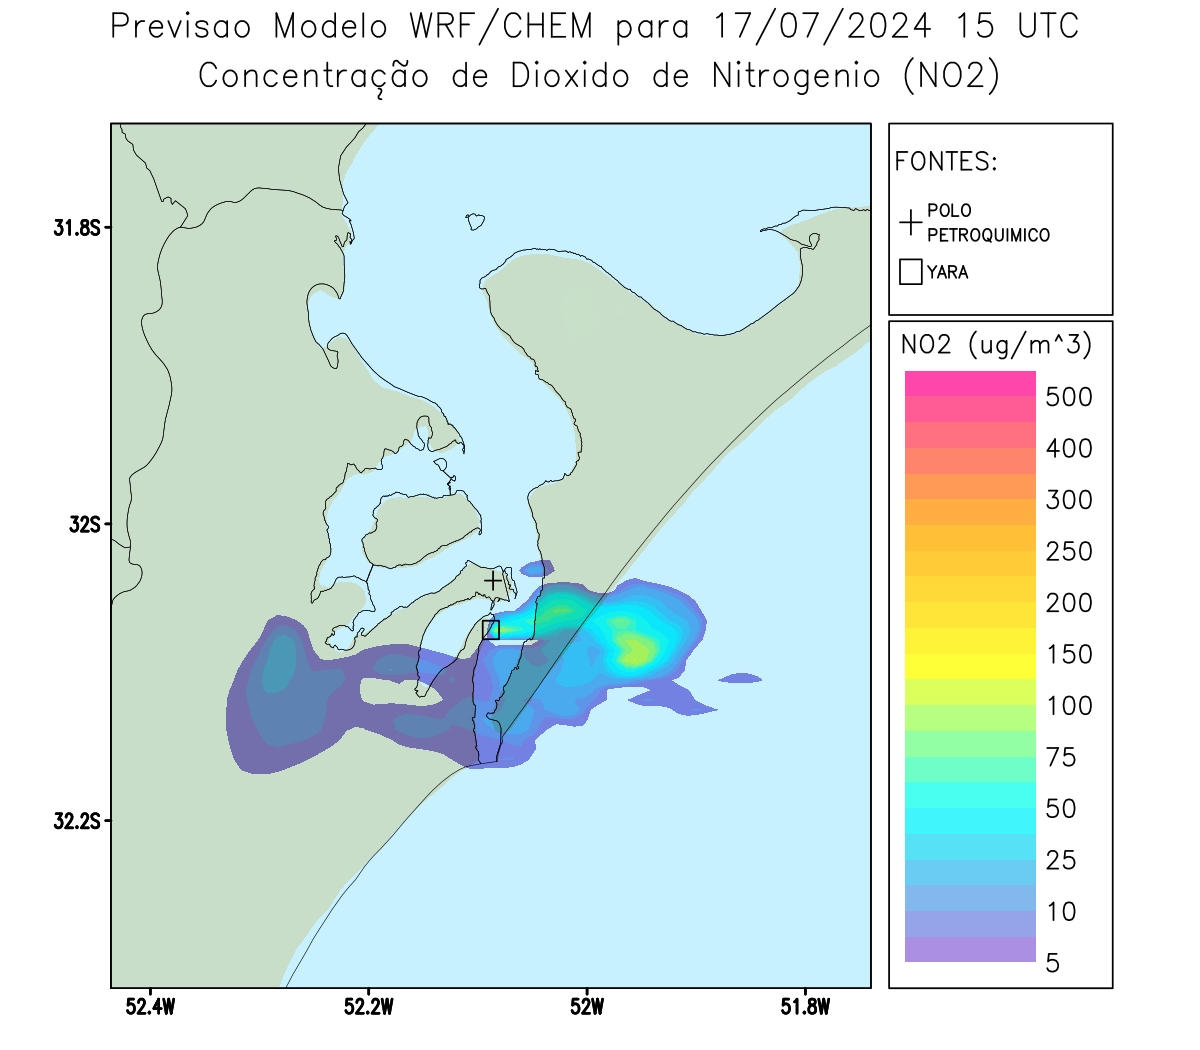 Previsao Modelo WRF/CHEM para 17/07/2024 15 UTC
Concentração de Dioxido de Nitrogenio (NO2)
FONTES:
POLO
PETROQUIMICO
YARA
NO2 (ug/m^3)
500
400
300
250
200
150
100
75
50
25
10
5
31.8S
32S
32.2S
52.4W
52.2W
52W
51.8W